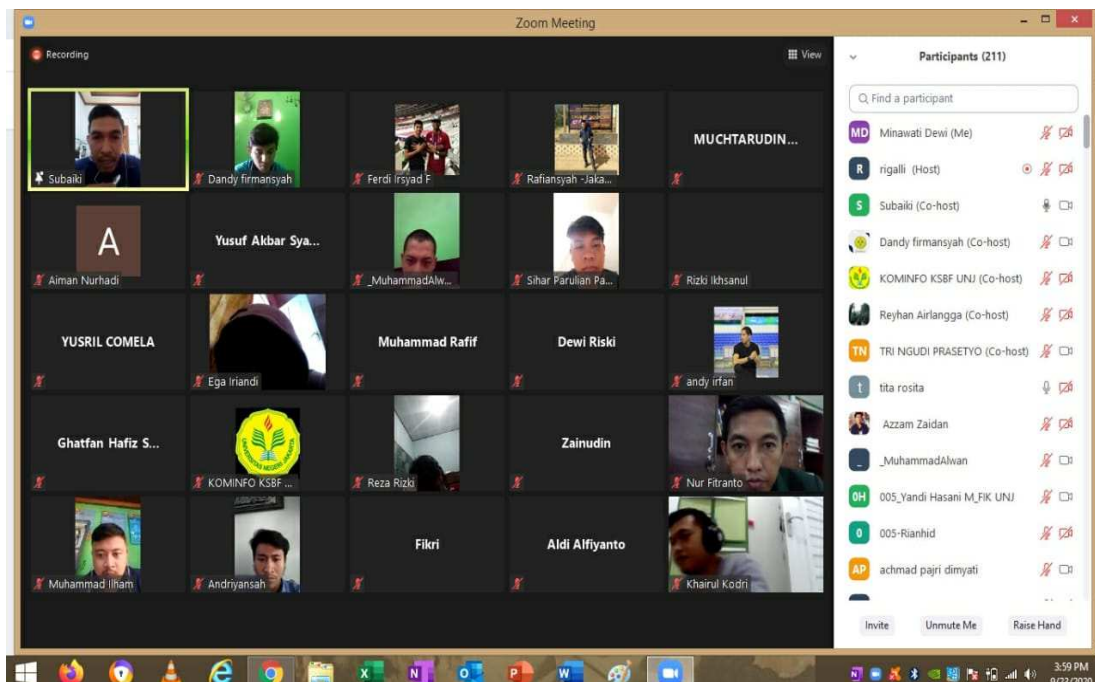 Zoom Meeting
Recording
View
Subaiki
Dandy firmansyah
Ferdi Irsyad F
Rafiansyah -Jaka...
MUCHTARUDIN...
A
Aiman Nurhadi
Yusuf Akbar Sya...
_MuhammadAlw...
Sihar Parulian Pa...
Rizki Ikhsanul
YUSRIL COMELA
Ega Iriandi
Muhammad Rafif
Dewi Riski
andy irfan
Ghatfan Hafiz S...
KOMINFO KSBF ...
Reza Rizki
Zainudin
Nur Fitranto
Muhammad Ilham
Andriyansah
Fikri
Aldi Alfiyanto
Khairul Kodri
Participants (211)
Find a participant
MD Minawati Dewi (Me)
R rigalli (Host)
S Subaiki (Co-host)
Dandy firmansyah (Co-host)
KOMINFO KSBF UNJ (Co-host)
Reyhan Airlangga (Co-host)
TN TRI NGUDI PRASETYO (Co-host)
t tita rosita
Azzam Zaidan
_ _MuhammadAlwan
0H 005_Yandi Hasani M_FIK UNJ
0 005-Rianhid
AP achmad pajri dimyati
Invite Unmute Me Raise Hand
3:59 PM
9/23/2020